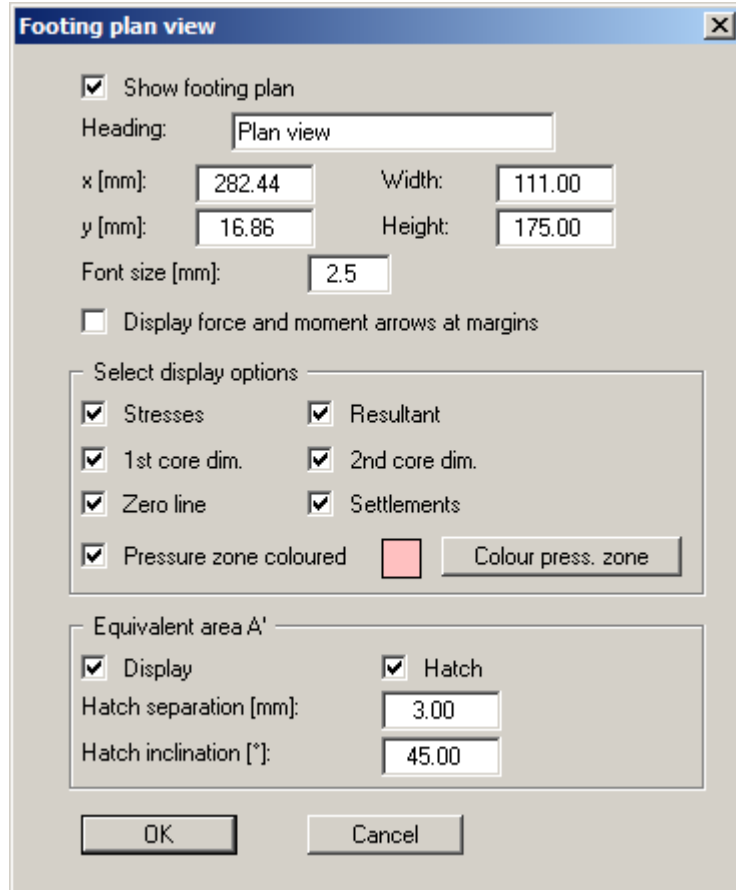 Footing plan view
Show footing plan
Heading: Plan view
x [mm]: 282.44 Width: 111.00
y [mm]: 16.86 Height: 175.00
Font size [mm]: 2.5
Display force and moment arrows at margins
Select display options
Stresses Resultant
1st core dim. 2nd core dim.
Zero line Settlements
Pressure zone coloured Colour press. zone
Equivalent area A'
Display Hatch
Hatch separation [mm]: 3.00
Hatch inclination [°]: 45.00
OK Cancel